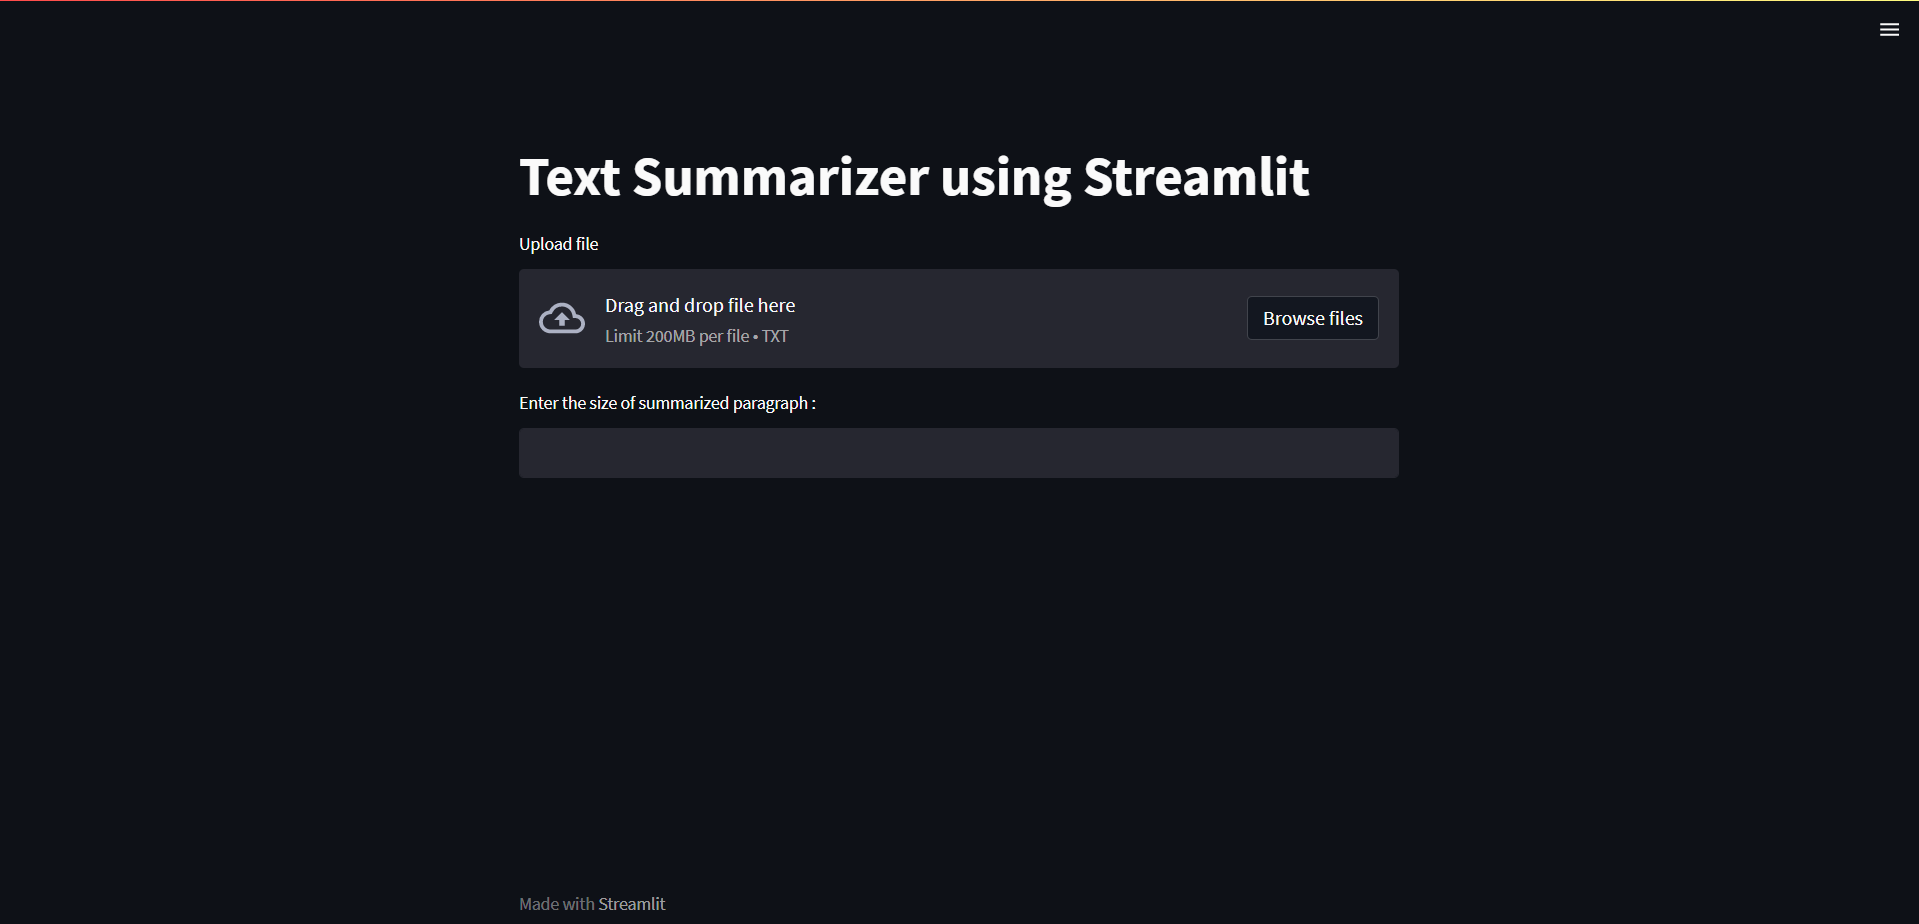 Text Summarizer using Streamlit
Upload file
Drag and drop file here
Limit 200MB per file • TXT
Browse files
Enter the size of summarized paragraph :
Made with Streamlit